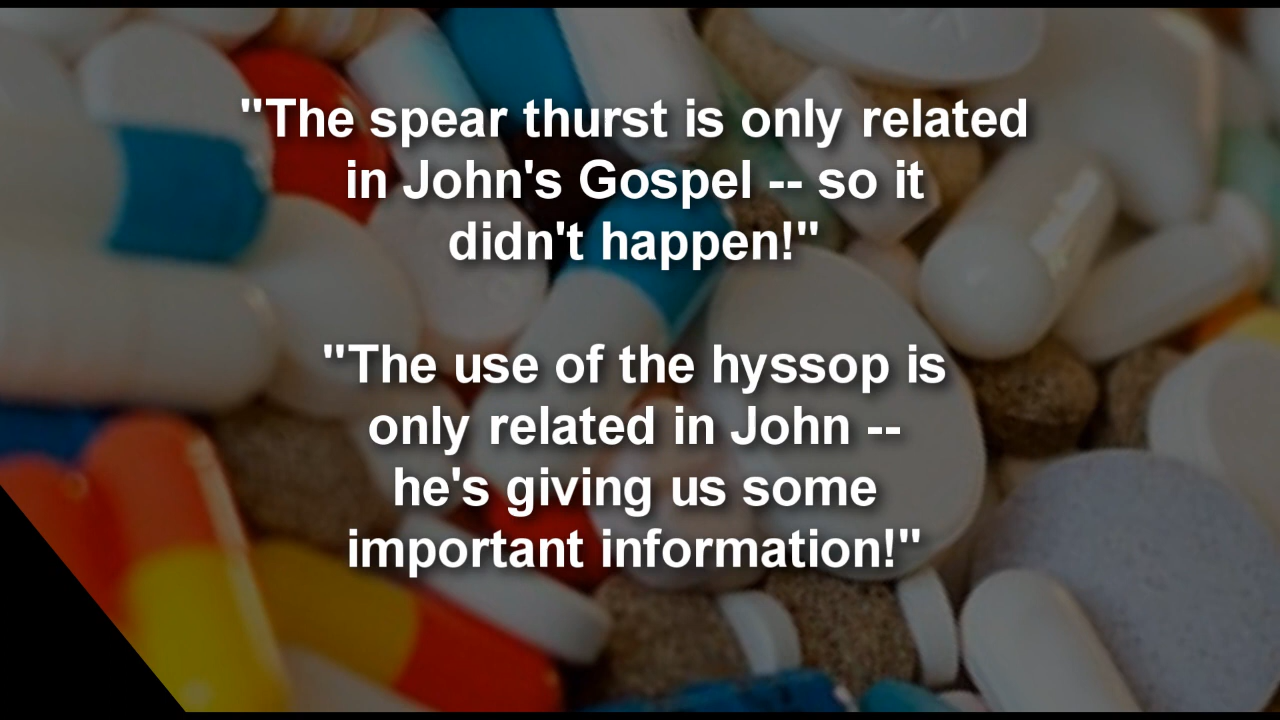 "The spear thurst is only related
in John's Gospel -- so it
didn't happen!"
"The use of the hyssop is
only related in John --
he's giving us some
important information!"